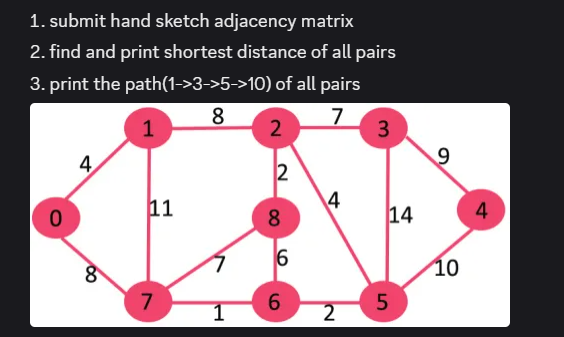 1. submit hand sketch adjacency matrix
2. find and print shortest distance of all pairs
3. print the path(1->3->5->10) of all pairs
8 7
1 2 3
4 9
2
11 4 14
0 8 4
8 7 6 10
7 6 5
1 2